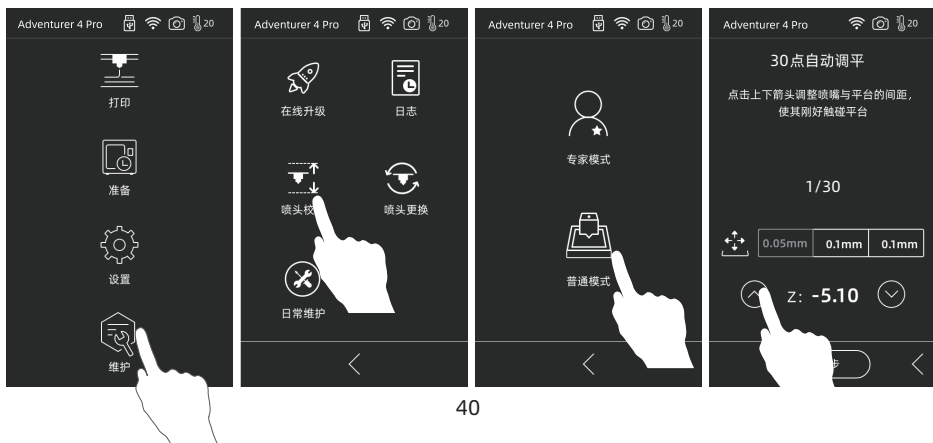 Adventurer 4 Pro 20
打印
准备
设置
维护
Adventurer 4 Pro 20
在线升级
日志
喷头校
喷头更换
日常维护
Adventurer 4 Pro 20
专家模式
普通模式
Adventurer 4 Pro 20
30点自动调平
点击上下箭头调整喷嘴与平台的间距，
使其刚好触碰平台
1/30
0.05mm 0.1mm 0.1mm
Z: -5.10
步
40